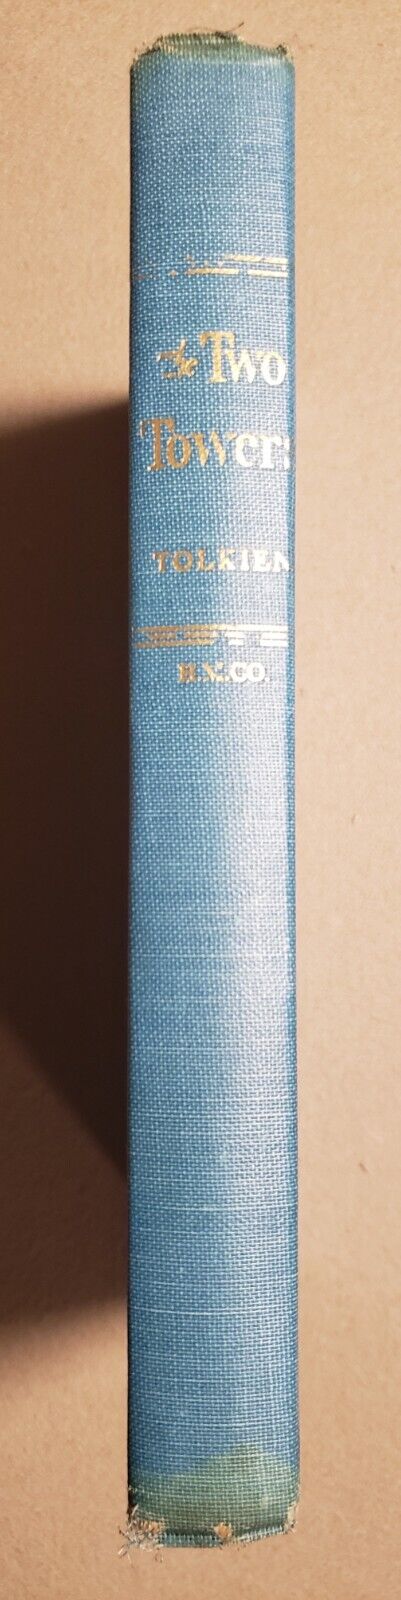 The Two
Towers
TOLKIEN
H.M.CO.